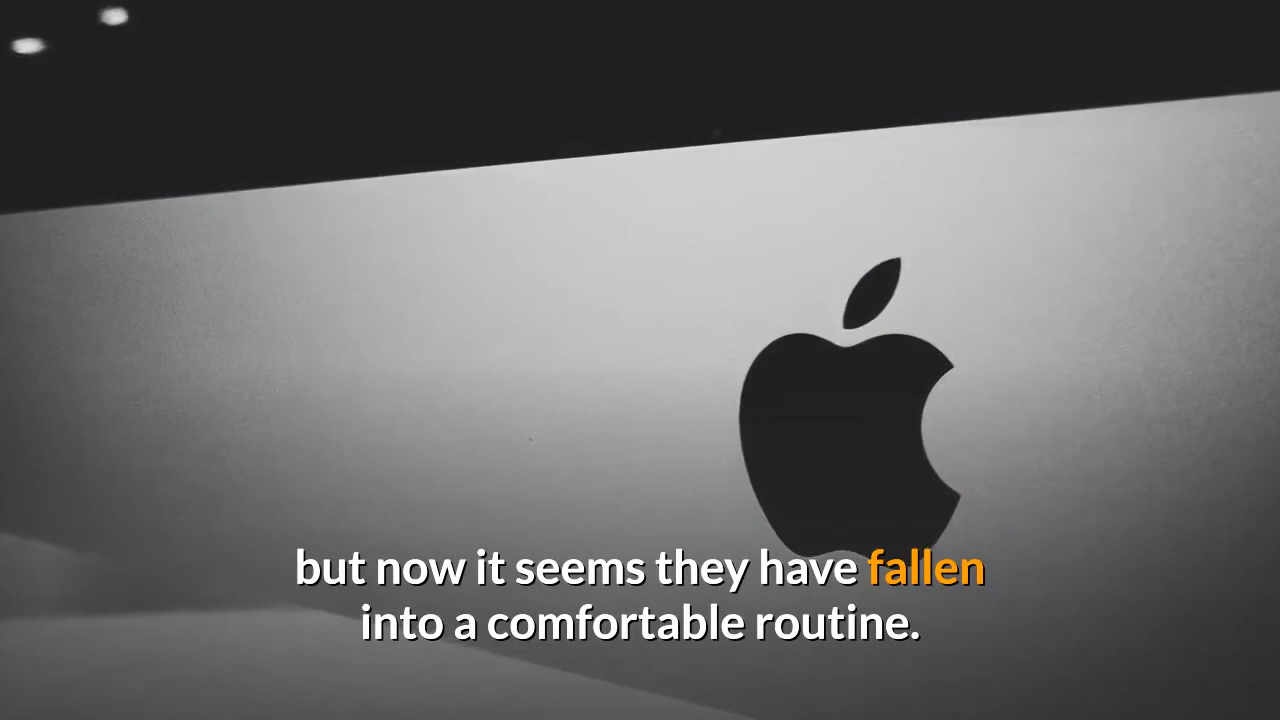 but now it seems they have fallen
into a comfortable routine.